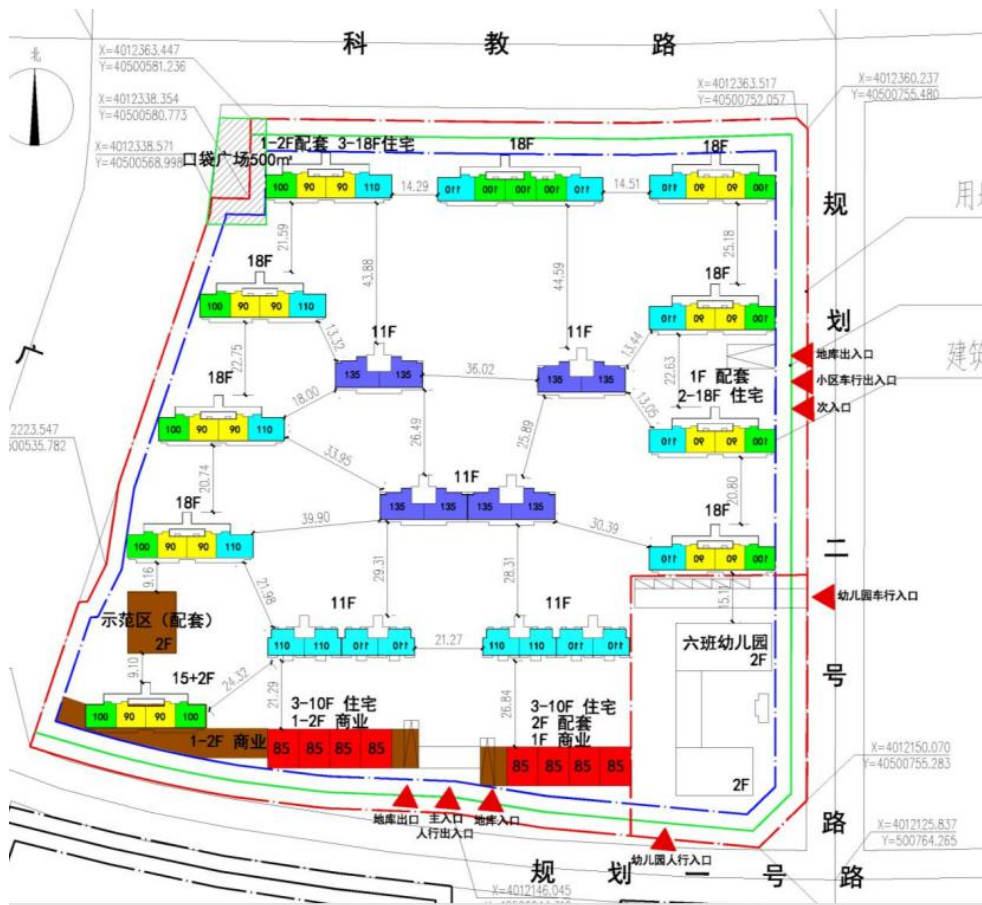 科 教 路
北
X=4012363.447
Y=40500581.236
X=4012338.354
Y=40500580.773
X=4012338.571
Y=40500568.998
X=4012363.517
Y=40500752.057
X=4012360.237
Y=40500755.480
口袋广场500㎡
1-2F配套 3-18F住宅
18F
18F
100 90 90 110
14.29
110 100 100 110
14.51
110 90 90 100
规
划
二
号
路
用
21.59
43.88
44.59
25.18
18F
18F
100 90 90 110
110 90 90 100
13.32
11F
11F
13.44
广
22.75
135 135
36.02
135 135
22.63
地库出入口
小区车行出入口
次入口
建筑
18F
18.00
1F 配套
2-18F 住宅
13.05
100 90 90 110
110 90 90 100
2223.547
500535.782
26.49
25.89
33.95
20.74
20.80
11F
135 135 135 135
18F
39.90
30.39
18F
100 90 90 110
110 90 90 100
9.16
21.98
29.31
28.31
15.11
幼儿园车行入口
示范区（配套）
2F
11F
11F
六班幼儿园
2F
110 110 110 110
21.27
110 110 110 110
9.10
24.32
15+2F
21.29
26.84
100 90 90 100
3-10F 住宅
1-2F 商业
3-10F 住宅
2F 配套
1F 商业
1-2F 商业
85 85 85 85
85 85 85 85
2F
X=4012150.070
Y=40500755.283
地库出口
主入口
人行出入口
地库入口
X=4012125.837
Y=500764.265
幼儿园人行入口
规 划 一 号 路
X=4012146.045